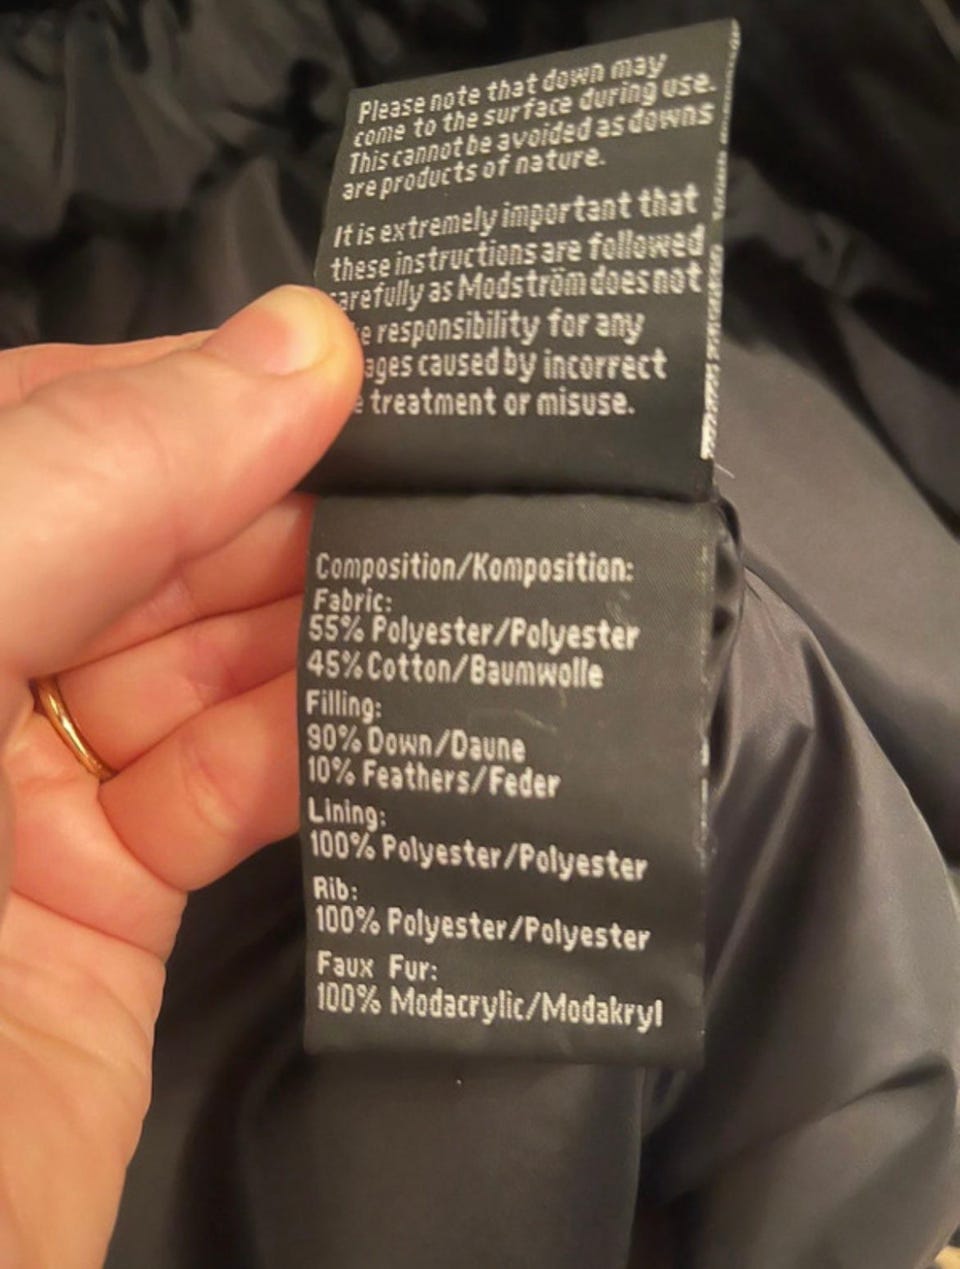 Please note that down may
come to the surface during use.
This cannot be avoided as downs
are products of nature.
It is extremely important that
these instructions are followed
carefully as Modström does not
responsibility for any
caused by incorrect
treatment or misuse.
Composition/Komposition:
Fabric:
55% Polyester/Polyester
45% Cotton/Baumwolle
Filling:
90% Down/Daune
10% Feathers/Feder
Lining:
100% Polyester/Polyester
Rib:
100% Polyester/Polyester
Faux Fur:
100% Modacrylic/Modakryl